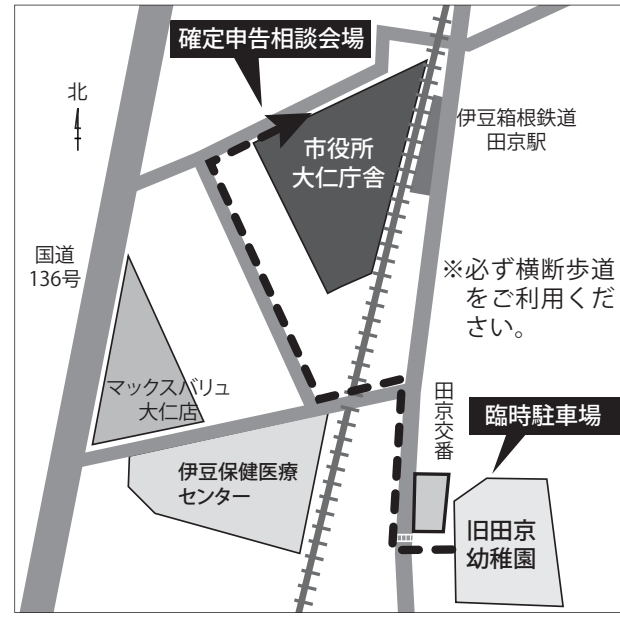 確定申告相談会場
北
市役所
大仁庁舎
伊豆箱根鉄道
田京駅
国道
136号
※必ず横断歩道
をご利用くだ
さい。
マックスバリュ
大仁店
田京交番
臨時駐車場
伊豆保健医療
センター
旧田京
幼稚園